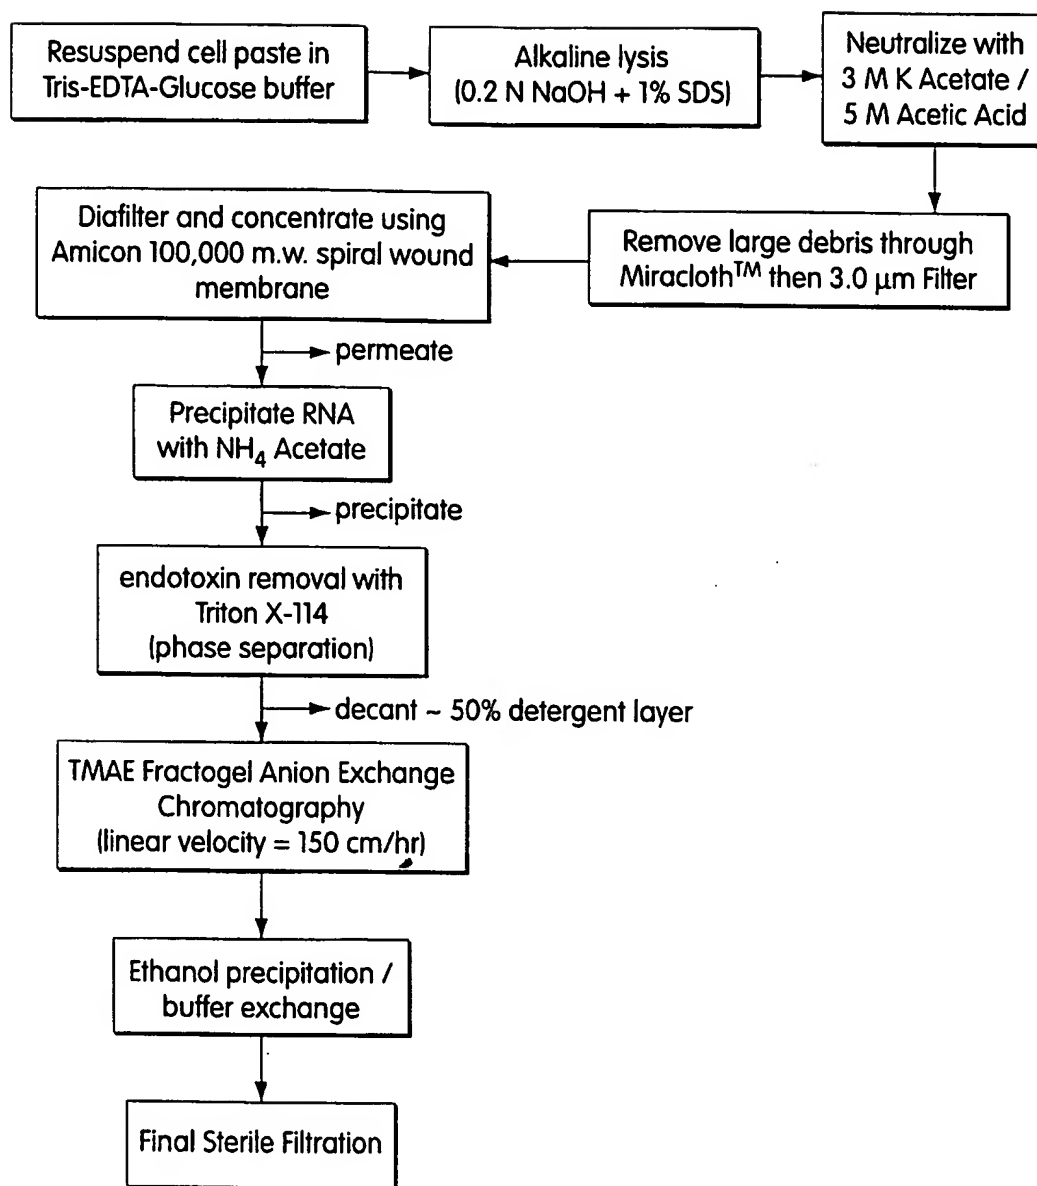 Resuspend cell paste in
Tris-EDTA-Glucose buffer
Alkaline lysis
(0.2 N NaOH + 1% SDS)
Neutralize with
3 M K Acetate /
5 M Acetic Acid
Remove large debris through
Miracloth™ then 3.0 µm Filter
Diafilter and concentrate using
Amicon 100,000 m.w. spiral wound
membrane
permeate
Precipitate RNA
with NH₄ Acetate
precipitate
endotoxin removal with
Triton X-114
(phase separation)
decant ~ 50% detergent layer
TMAE Fractogel Anion Exchange
Chromatography
(linear velocity = 150 cm/hr)
Ethanol precipitation /
buffer exchange
Final Sterile Filtration